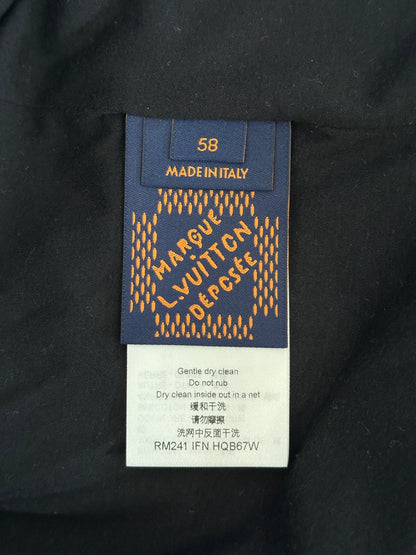 58
MADE IN ITALY
MARQUE
L.VUITTON
DÉPOSÉE
Gentle dry clean
Do not rub
Dry clean inside out in a net
缓和干洗
请勿摩擦
洗网中反面干洗
RM241 IFN HQB67W